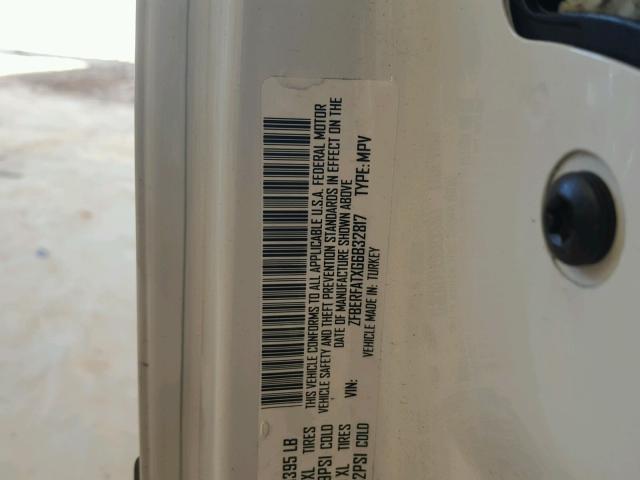 THIS VEHICLE CONFORMS TO ALL APPLICABLE U.S.A. FEDERAL MOTOR
VEHICLE SAFETY AND THEFT PREVENTION STANDARDS IN EFFECT ON THE
DATE OF MANUFACTURE SHOWN ABOVE
VIN: ZFBERFATXG6B32817 TYPE: MPV
VEHICLE MADE IN: TURKEY
395 LB
XL TIRES
PSI COLD
XL TIRES
2PSI COLD